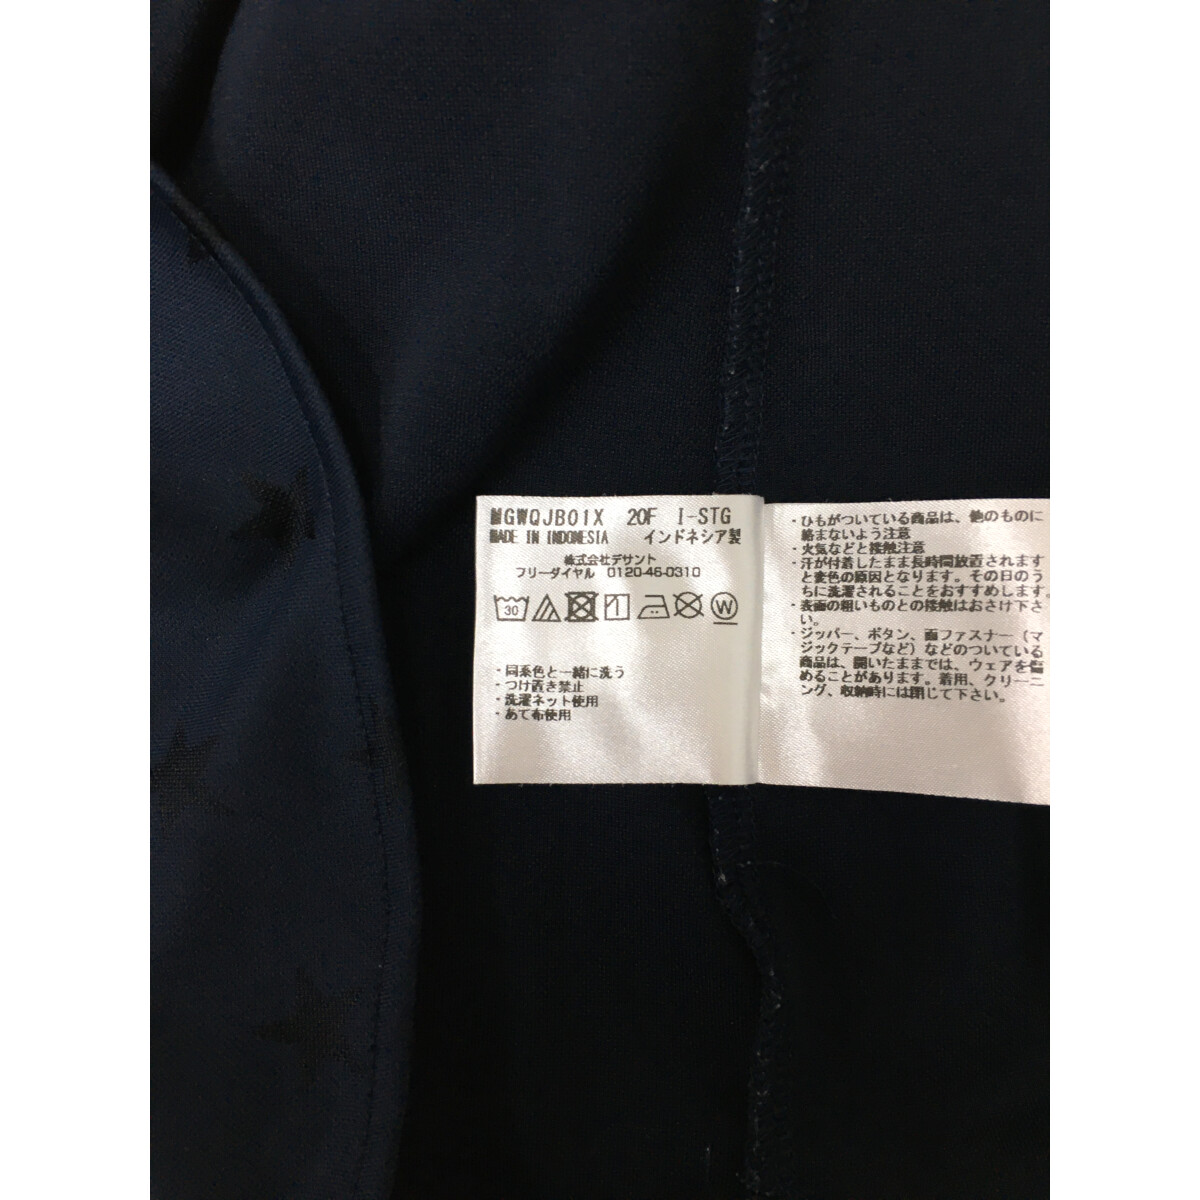 MGWQJB01X 20F I-STG
MADE IN INDONESIA インドネシア製
株式会社デサント
フリーダイヤル 0120-46-0310
30
W
・同系色と一緒に洗う
・つけ置き禁止
・洗濯ネット使用
・あて布使用
・ひもがついている商品は、他のものに
絡まないよう注意
・火気などと接触注意
・汗が付着したまま長時間放置されます
と変色の原因となります。その日のう
ちに洗濯されることをおすすめします。
・表面の粗いものとの接触はおさけ下さ
い。
・ジッパー、ボタン、面ファスナー（マ
ジックテープなど）などのついている
商品は、開いたままでは、ウェアを傷
めることがあります。着用、クリーニ
ング、収納時には閉じて下さい。